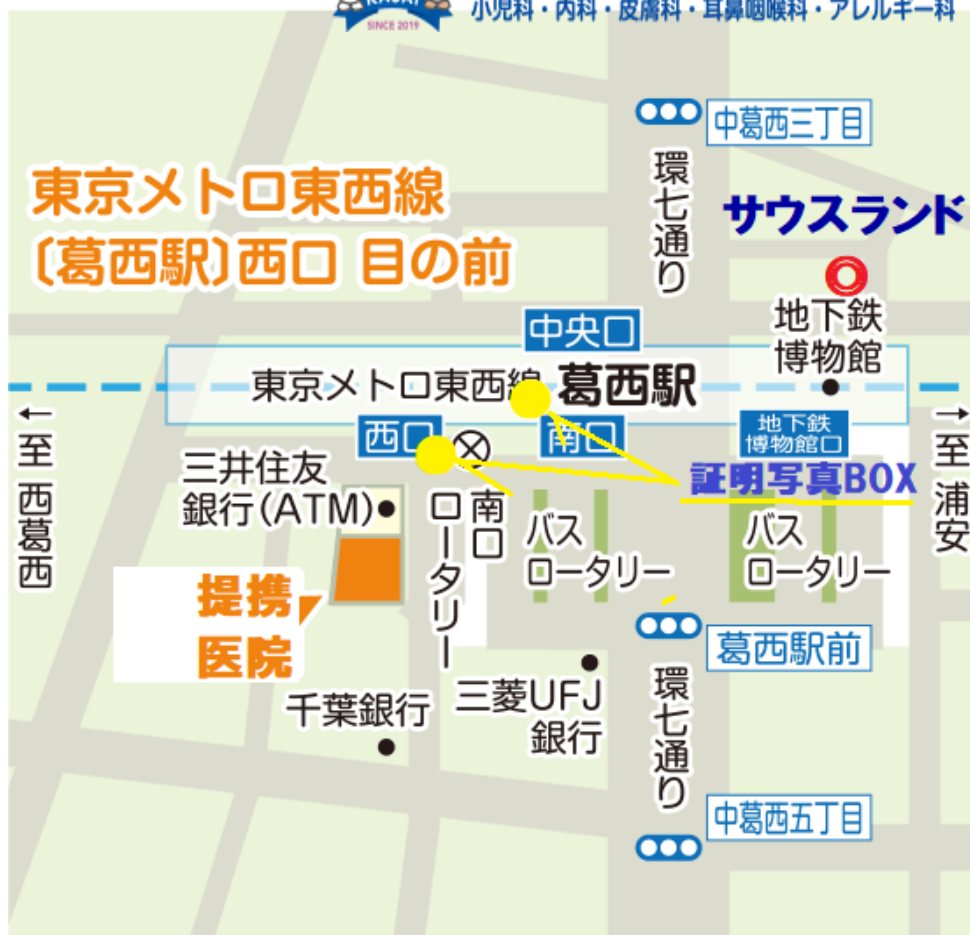 KASAI
SINCE 2019
小児科・内科・皮膚科・耳鼻咽喉科・アレルギー科
中葛西三丁目
東京メトロ東西線
〔葛西駅〕西口 目の前
環七通り
サウスランド
地下鉄
博物館
中央口
東京メトロ東西線
葛西駅
西口
南口
地下鉄
博物館口
←至 西葛西
→至 浦安
三井住友
銀行(ATM)
証明写真BOX
南口
ロータリー
バス
ロータリー
バス
ロータリー
提携
医院
葛西駅前
千葉銀行
三菱UFJ
銀行
環七通り
中葛西五丁目